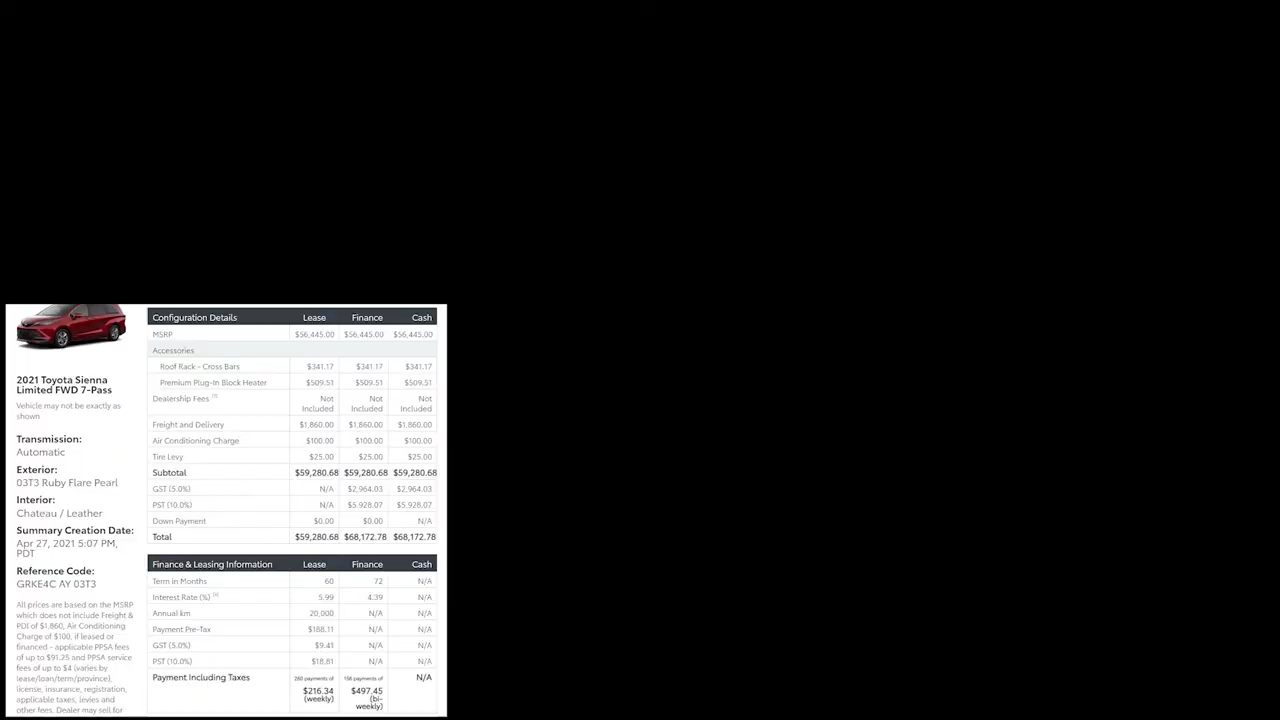 2021 Toyota Sienna
Limited FWD 7-Pass
Vehicle may not be exactly as
shown
Transmission:
Automatic
Exterior:
03T3 Ruby Flare Pearl
Interior:
Chateau / Leather
Summary Creation Date:
Apr 27, 2021 5:07 PM,
PDT
Reference Code:
GRKE4C AY 03T3
All prices are based on the MSRP
which does not include Freight &
PDI of $1,860, Air Conditioning
Charge of $100, if leased or
financed - applicable PPSA fees
of up to $91.25 and PPSA service
fees of up to $4 (varies by
lease/loan/term/province),
license, insurance, registration,
applicable taxes, levies and
other fees. Dealer may sell for
Configuration Details Lease Finance Cash
MSRP $56,445.00 $56,445.00 $56,445.00
Accessories
Roof Rack - Cross Bars $341.17 $341.17 $341.17
Premium Plug-In Block Heater $509.51 $509.51 $509.51
Dealership Fees Not Included Not Included Not Included
Freight and Delivery $1,860.00 $1,860.00 $1,860.00
Air Conditioning Charge $100.00 $100.00 $100.00
Tire Levy $25.00 $25.00 $25.00
Subtotal $59,280.68 $59,280.68 $59,280.68
GST (5.0%) N/A $2,964.03 $2,964.03
PST (10.0%) N/A $5,928.07 $5,928.07
Down Payment $0.00 $0.00 N/A
Total $59,280.68 $68,172.78 $68,172.78
Finance & Leasing Information Lease Finance Cash
Term in Months 60 72 N/A
Interest Rate (%) 5.99 4.39 N/A
Annual km 20,000 N/A N/A
Payment Pre-Tax $188.11 N/A N/A
GST (5.0%) $9.41 N/A N/A
PST (10.0%) $18.81 N/A N/A
Payment Including Taxes 260 payments of 156 payments of N/A
$216.34 $497.45
(weekly) (bi-
weekly)